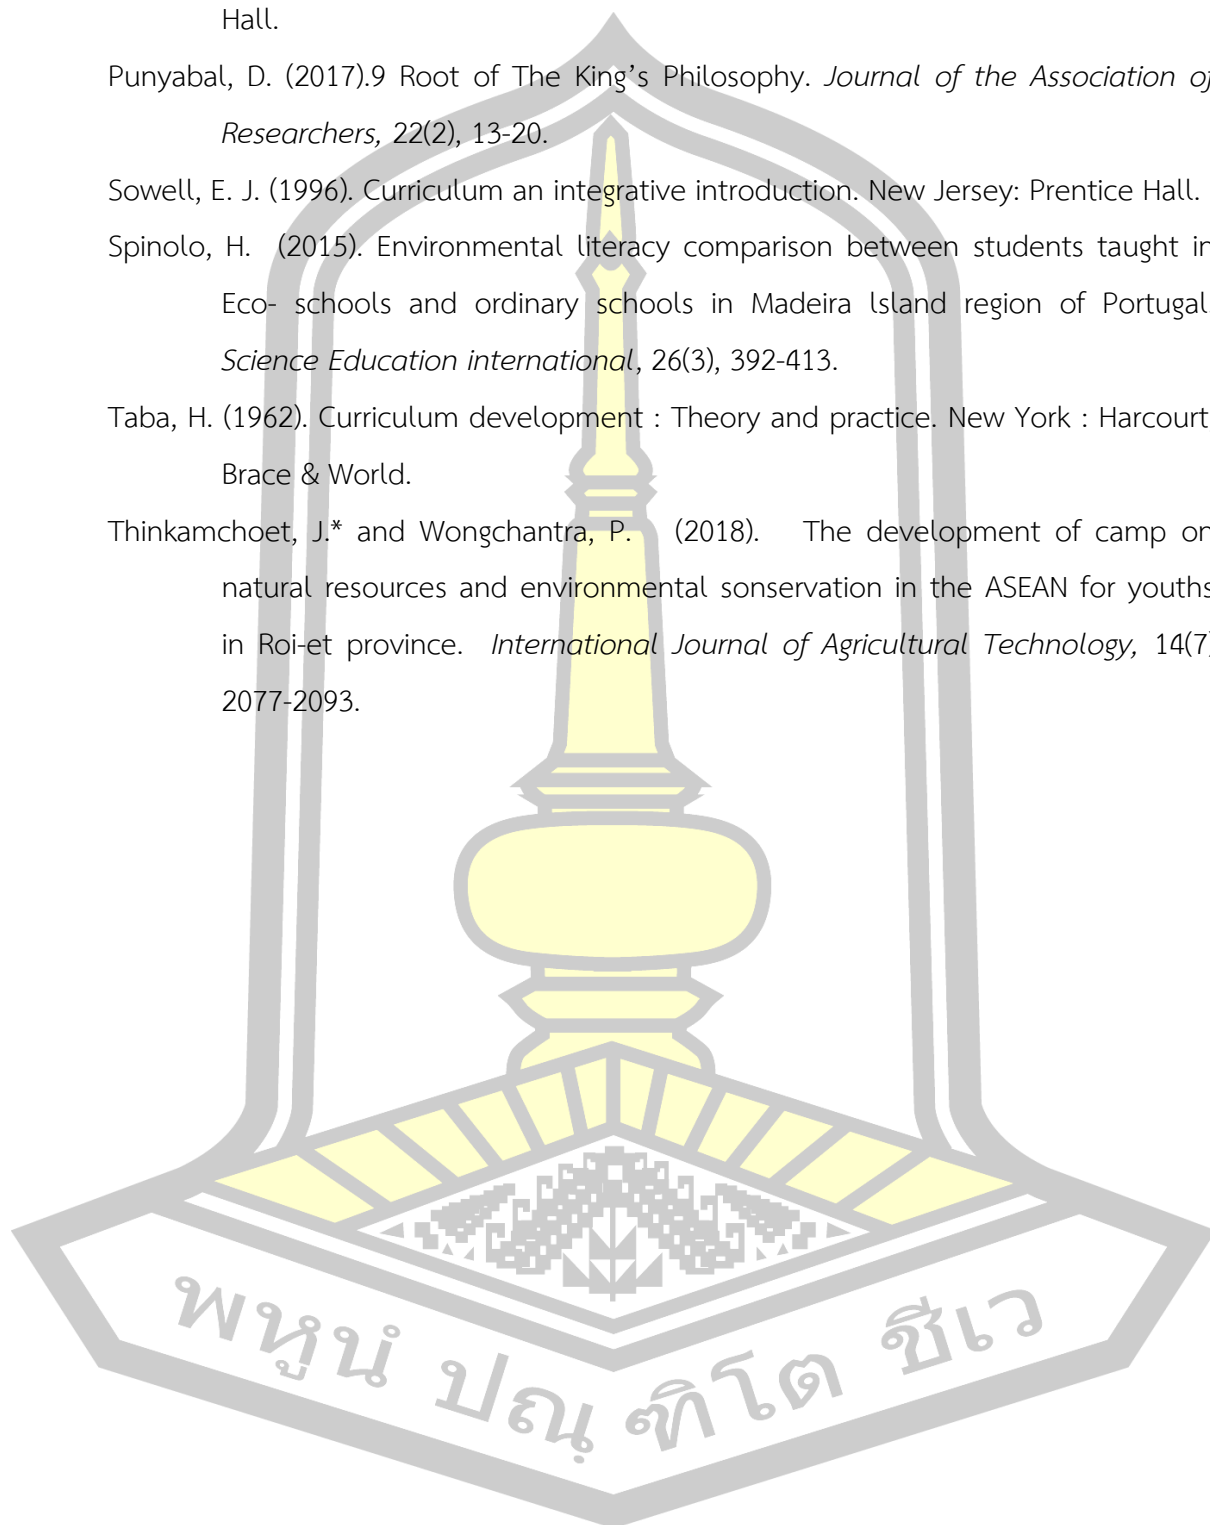 Hall.
Punyabal, D. (2017).9 Root of The King’s Philosophy. Journal of the Association of
Researchers, 22(2), 13-20.
Sowell, E. J. (1996). Curriculum an integrative introduction. New Jersey: Prentice Hall.
Spinolo, H. (2015). Environmental literacy comparison between students taught in
Eco- schools and ordinary schools in Madeira lsland region of Portugal.
Science Education international, 26(3), 392-413.
Taba, H. (1962). Curriculum development : Theory and practice. New York : Harcourt
Brace & World.
Thinkamchoet, J.* and Wongchantra, P. (2018). The development of camp on
natural resources and environmental sonservation in the ASEAN for youths
in Roi-et province. International Journal of Agricultural Technology, 14(7)
2077-2093.
พหูนํ ปณฺ ฑิโต ชีเว